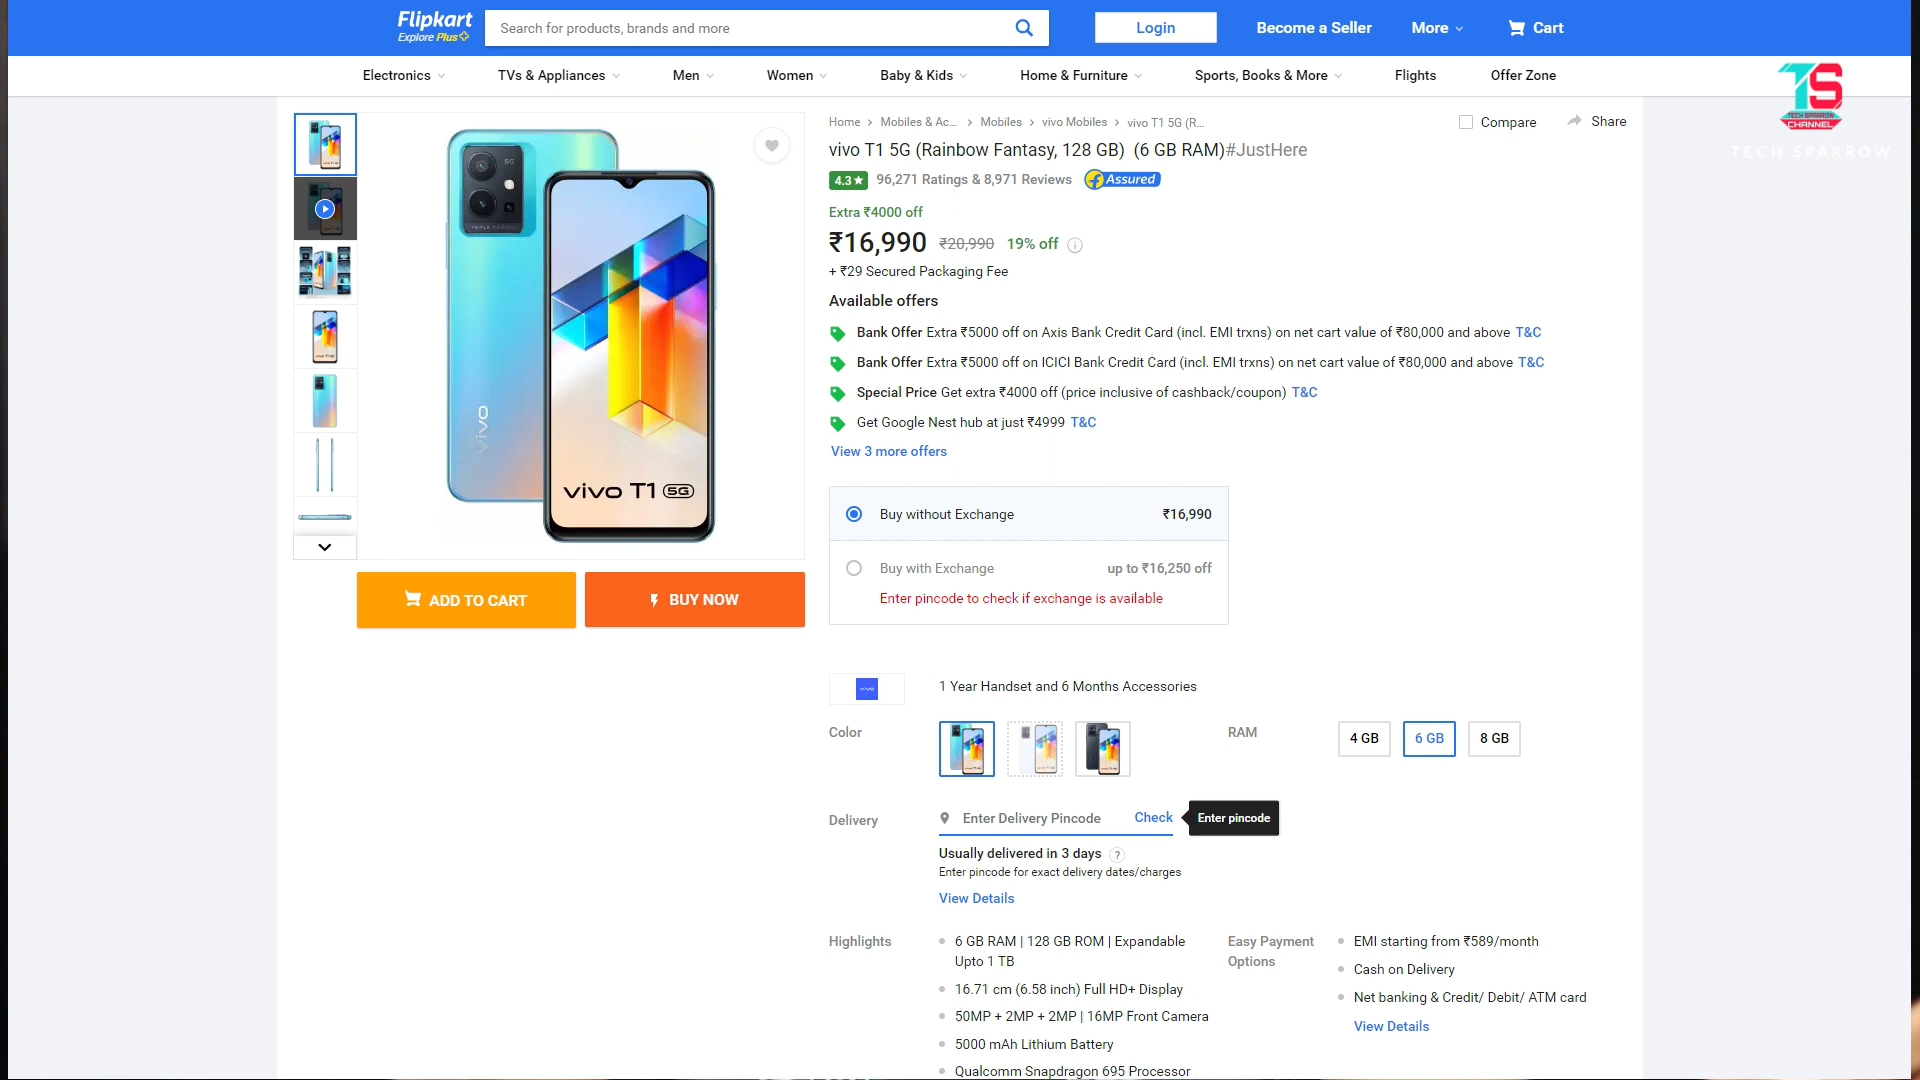 Flipkart
Explore Plus
Search for products, brands and more
Login
Become a Seller
More
Cart
Electronics
TVs & Appliances
Men
Women
Baby & Kids
Home & Furniture
Sports, Books & More
Flights
Offer Zone
TS
TECH SPARROW
CHANNEL
TECH SPARROW
Home
Mobiles & Ac...
Mobiles
vivo Mobiles
vivo T1 5G (R...
Compare
Share
vivo T1 5G (Rainbow Fantasy, 128 GB) (6 GB RAM)#JustHere
4.3★ 96,271 Ratings & 8,971 Reviews Assured
Extra ₹4000 off
₹16,990 ₹20,990 19% off
+ ₹29 Secured Packaging Fee
Available offers
Bank Offer Extra ₹5000 off on Axis Bank Credit Card (incl. EMI trxns) on net cart value of ₹80,000 and above T&C
Bank Offer Extra ₹5000 off on ICICI Bank Credit Card (incl. EMI trxns) on net cart value of ₹80,000 and above T&C
Special Price Get extra ₹4000 off (price inclusive of cashback/coupon) T&C
Get Google Nest hub at just ₹4999 T&C
View 3 more offers
5G
TRIPLE CAMERA
vivo
vivo T1 5G
Buy without Exchange ₹16,990
Buy with Exchange up to ₹16,250 off
Enter pincode to check if exchange is available
ADD TO CART
BUY NOW
vivo
1 Year Handset and 6 Months Accessories
Color
RAM
4 GB
6 GB
8 GB
Delivery
Enter Delivery Pincode
Check
Enter pincode
Usually delivered in 3 days ?
Enter pincode for exact delivery dates/charges
View Details
Highlights
6 GB RAM | 128 GB ROM | Expandable
Upto 1 TB
16.71 cm (6.58 inch) Full HD+ Display
50MP + 2MP + 2MP | 16MP Front Camera
5000 mAh Lithium Battery
Qualcomm Snapdragon 695 Processor
Easy Payment
Options
EMI starting from ₹589/month
Cash on Delivery
Net banking & Credit/ Debit/ ATM card
View Details